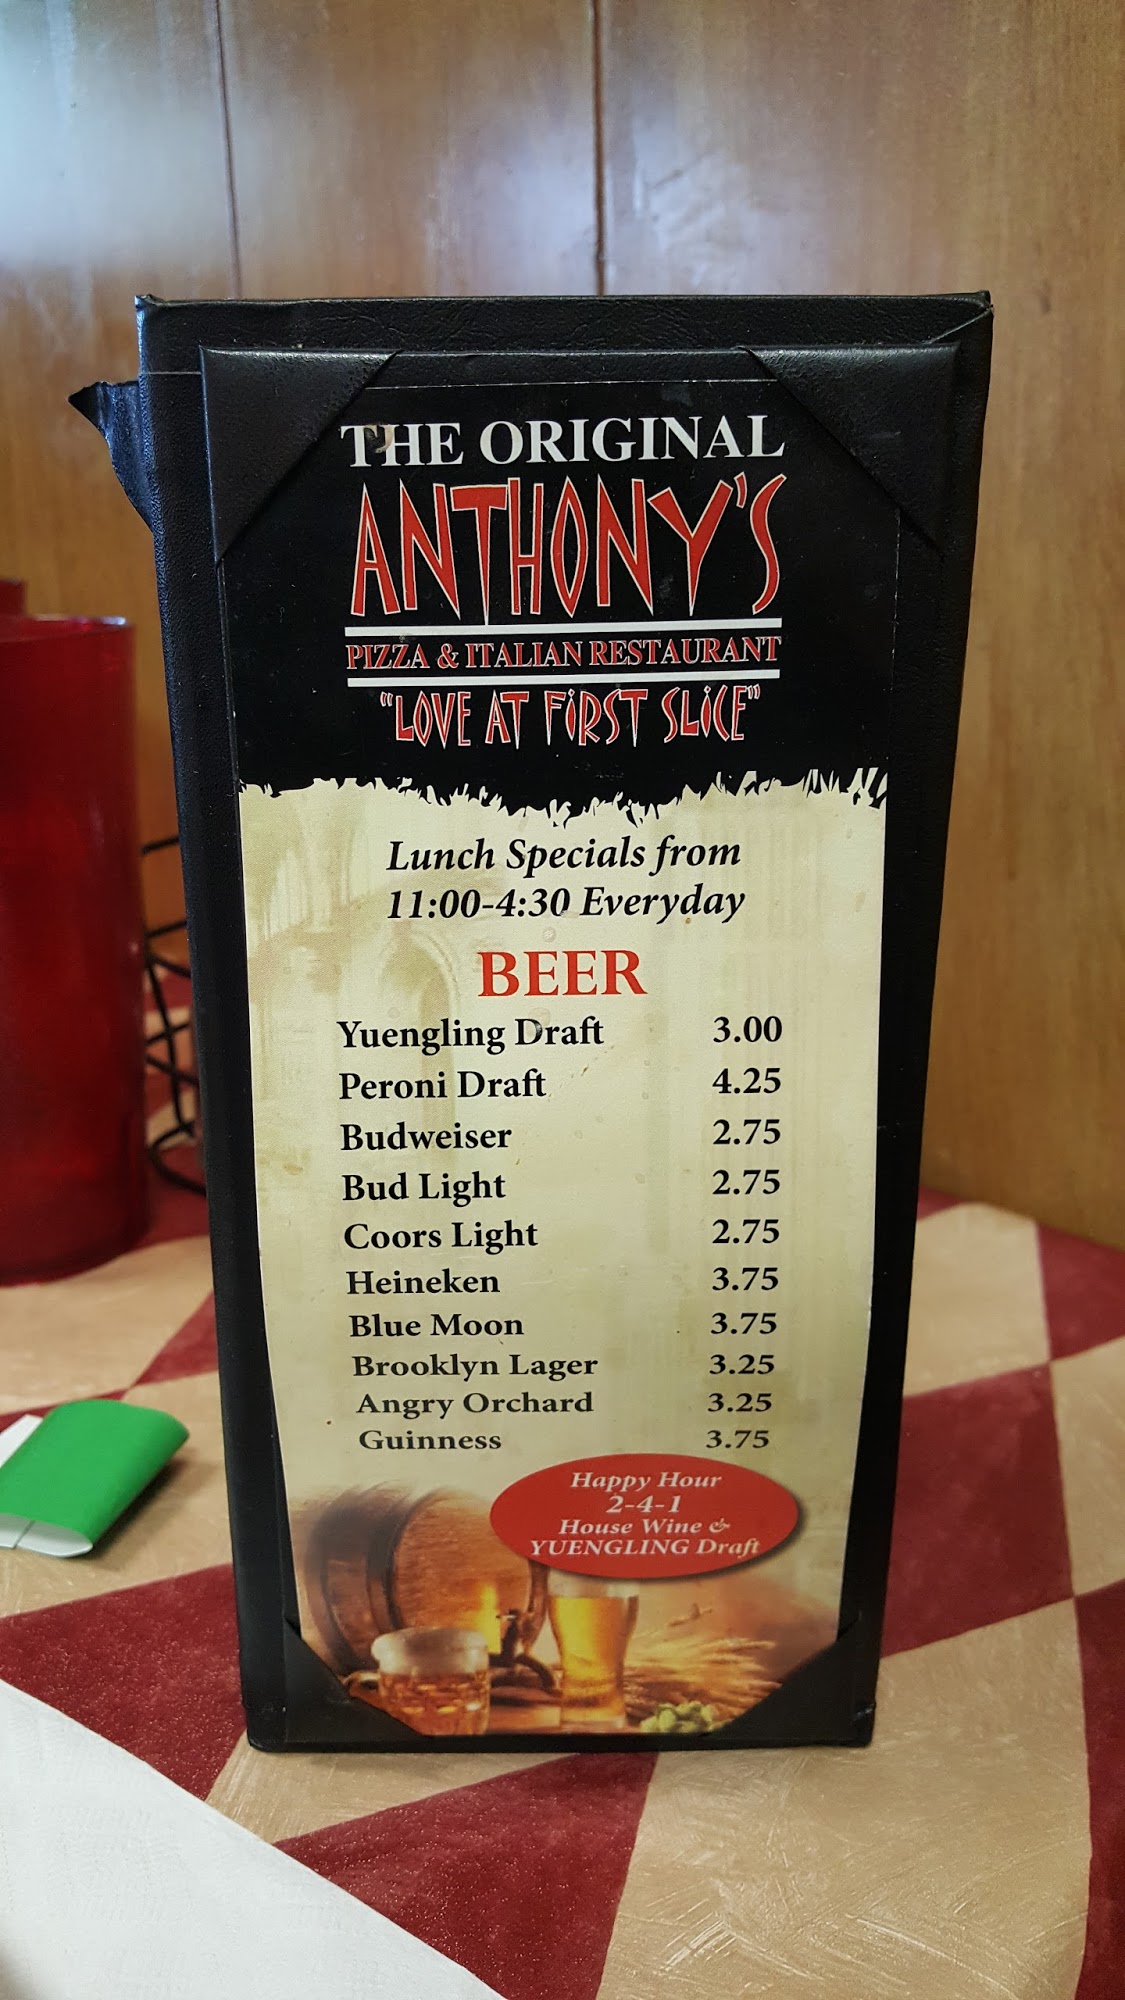 THE ORIGINAL
ANTHONY'S
PIZZA & ITALIAN RESTAURANT
"LOVE AT FIRST SLICE"
Lunch Specials from
11:00-4:30 Everyday
BEER
Yuengling Draft 3.00
Peroni Draft 4.25
Budweiser 2.75
Bud Light 2.75
Coors Light 2.75
Heineken 3.75
Blue Moon 3.75
Brooklyn Lager 3.25
Angry Orchard 3.25
Guinness 3.75
Happy Hour
2-4-1
House Wine &
YUENGLING Draft